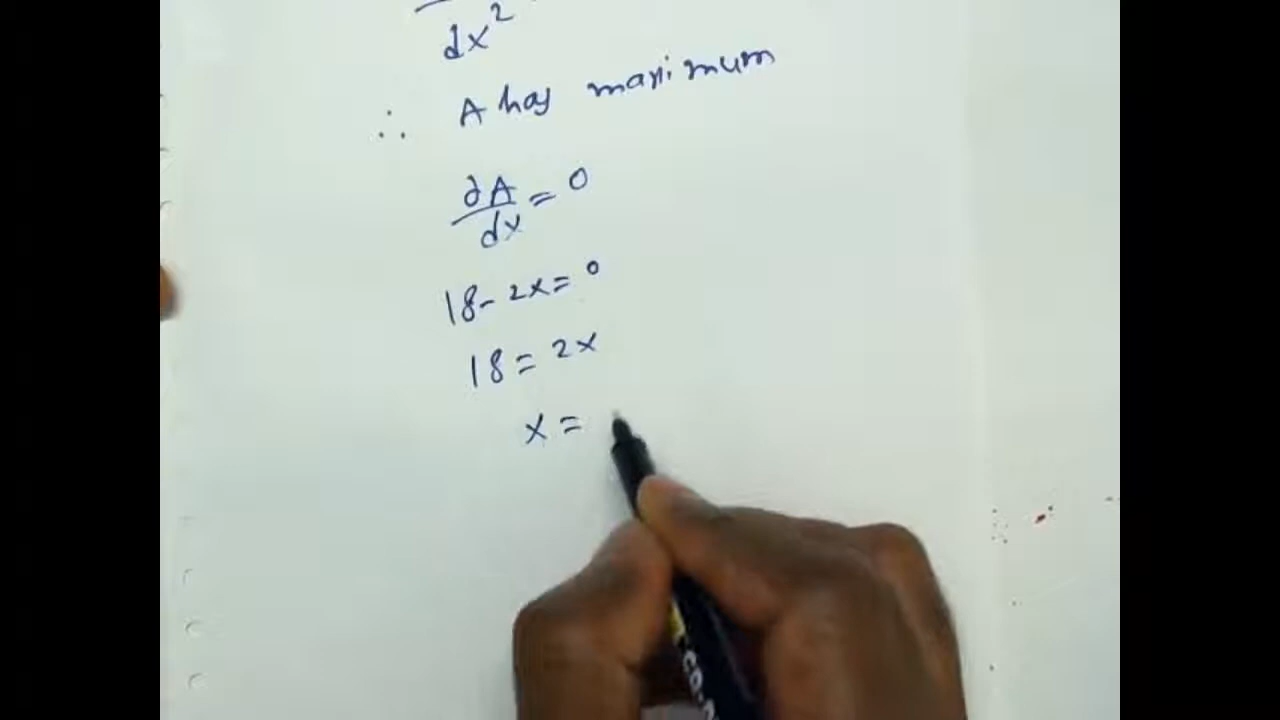 dx²
∴ A has maximum
dA/dx = 0
18 - 2x = 0
18 = 2x
x =